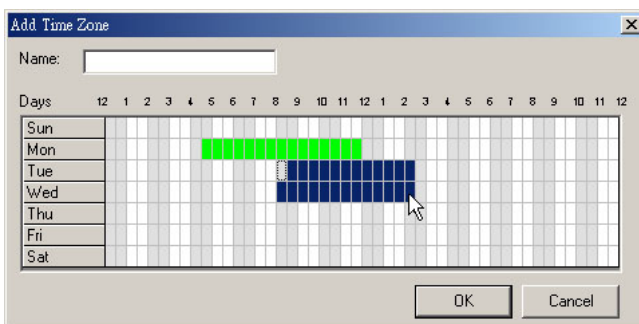 Add Time Zone
Name:
Days 12 1 2 3 4 5 6 7 8 9 10 11 12 1 2 3 4 5 6 7 8 9 10 11 12
Sun
Mon
Tue
Wed
Thu
Fri
Sat
OK Cancel